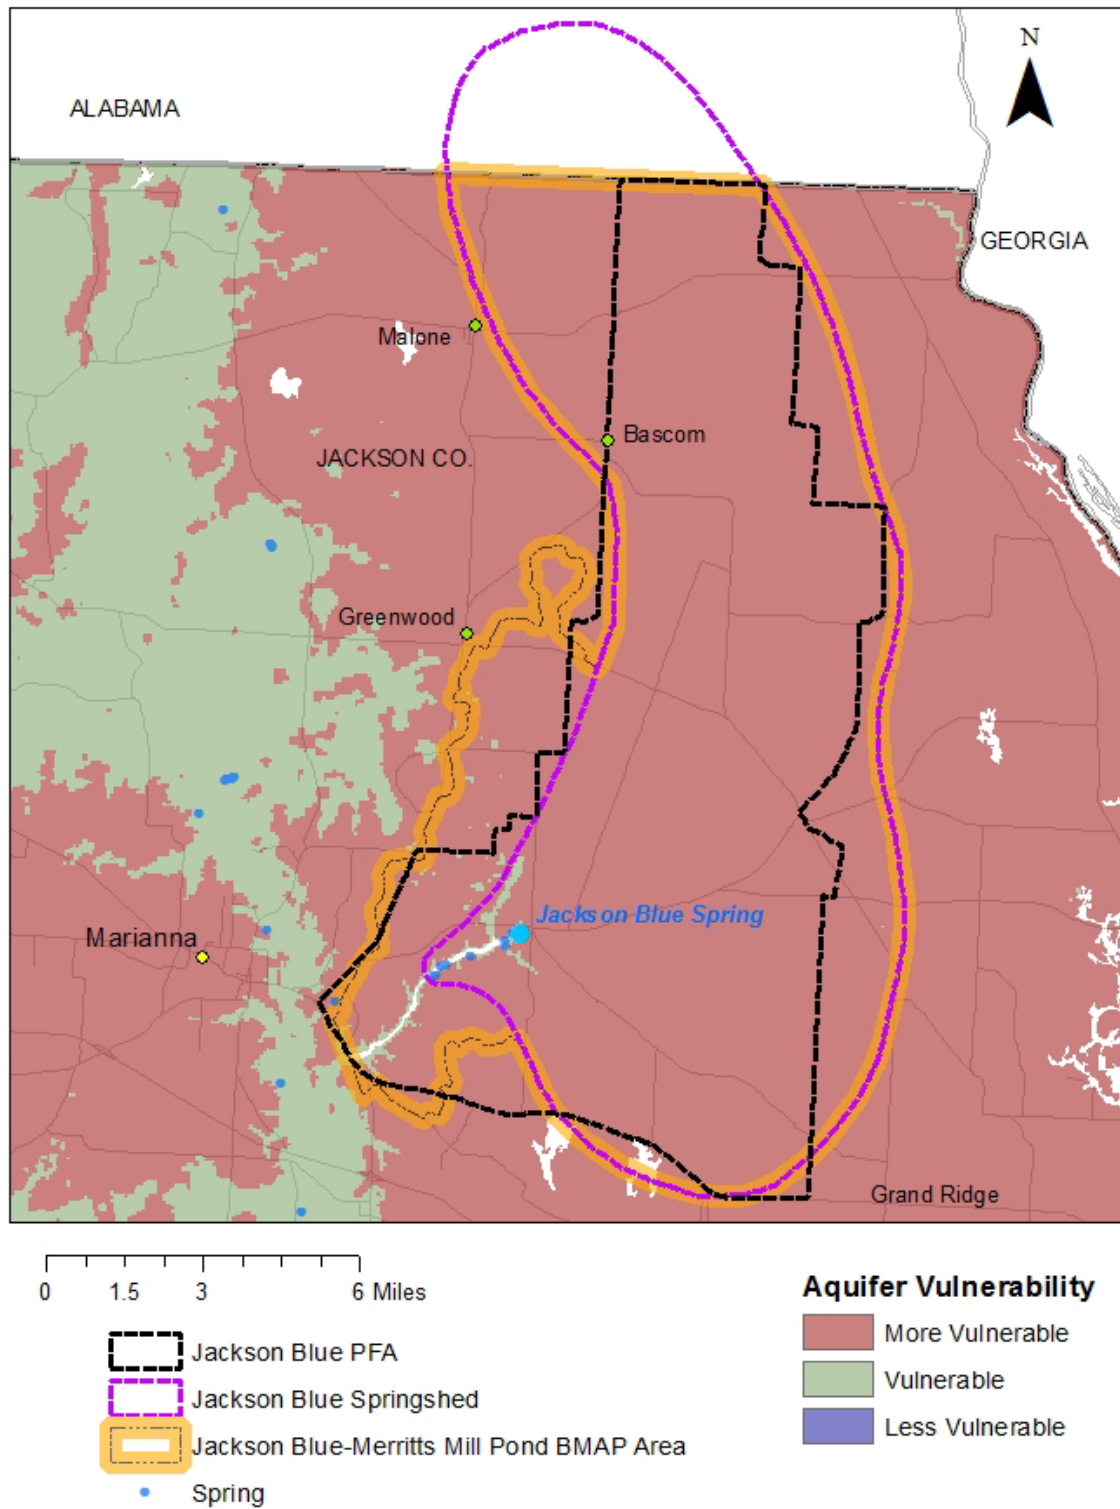 N
ALABAMA
GEORGIA
Malone
Bascom
JACKSON CO.
Greenwood
Jackson Blue Spring
Marianna
Grand Ridge
0 1.5 3 6 Miles
Jackson Blue PFA
Jackson Blue Springshed
Jackson Blue-Merritts Mill Pond BMAP Area
Spring
Aquifer Vulnerability
More Vulnerable
Vulnerable
Less Vulnerable